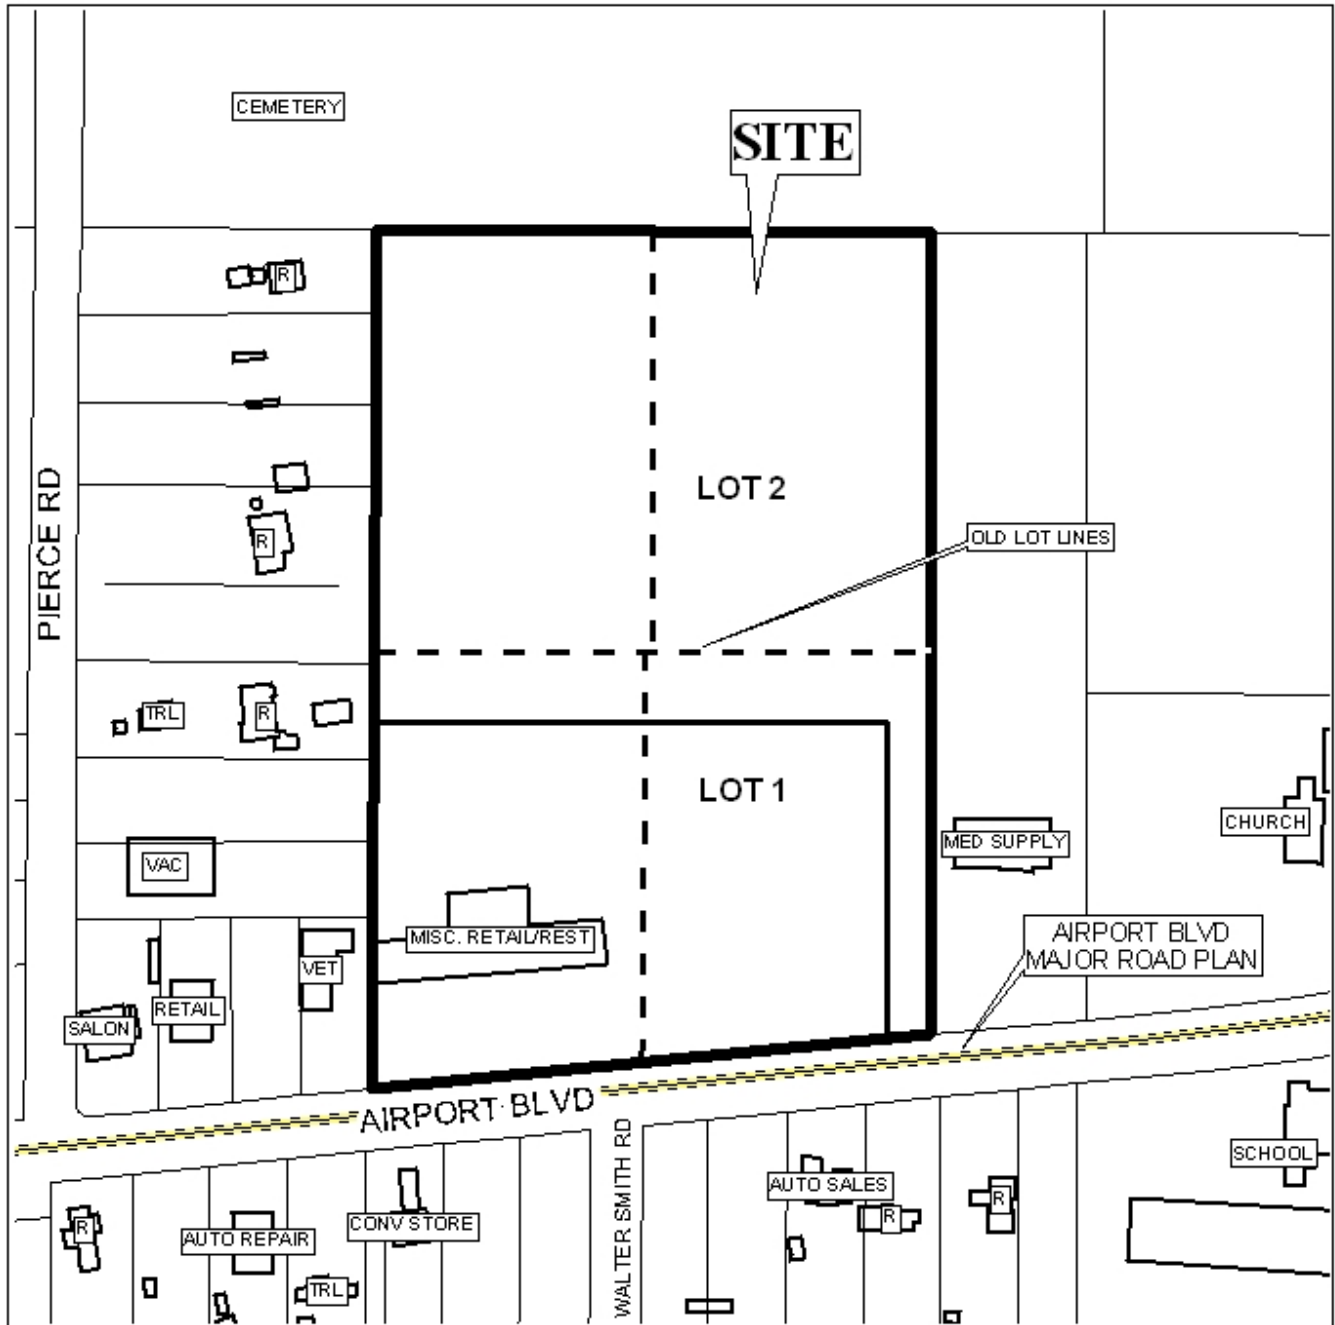 CEMETERY
SITE
R
LOT 2
OLD LOT LINES
PIERCE RD
R
TRL
R
LOT 1
CHURCH
MED SUPPLY
VAC
MISC. RETAIL/REST
AIRPORT BLVD
MAJOR ROAD PLAN
VET
RETAIL
SALON
AIRPORT BLVD
WALTER SMITH RD
SCHOOL
AUTO SALES
R
R
CONV STORE
R
AUTO REPAIR
TRL